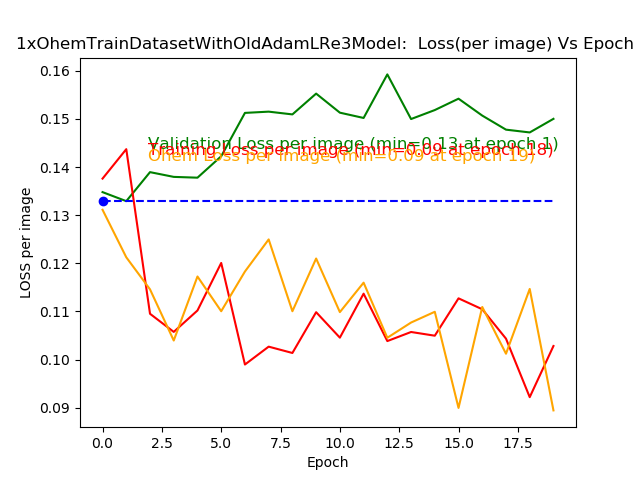 1xOhemTrainDatasetWithOldAdamLRe3Model:  Loss(per image) Vs Epoch
0.16
0.15
0.14
0.13
0.12
0.11
0.10
0.09
LOSS per image
Validation Loss per image (min=0.13 at epoch 1)
Training Loss per image (min=0.09 at epoch 18)
Ohem Loss per image (min=0.09 at epoch 19)
0.0 2.5 5.0 7.5 10.0 12.5 15.0 17.5
Epoch